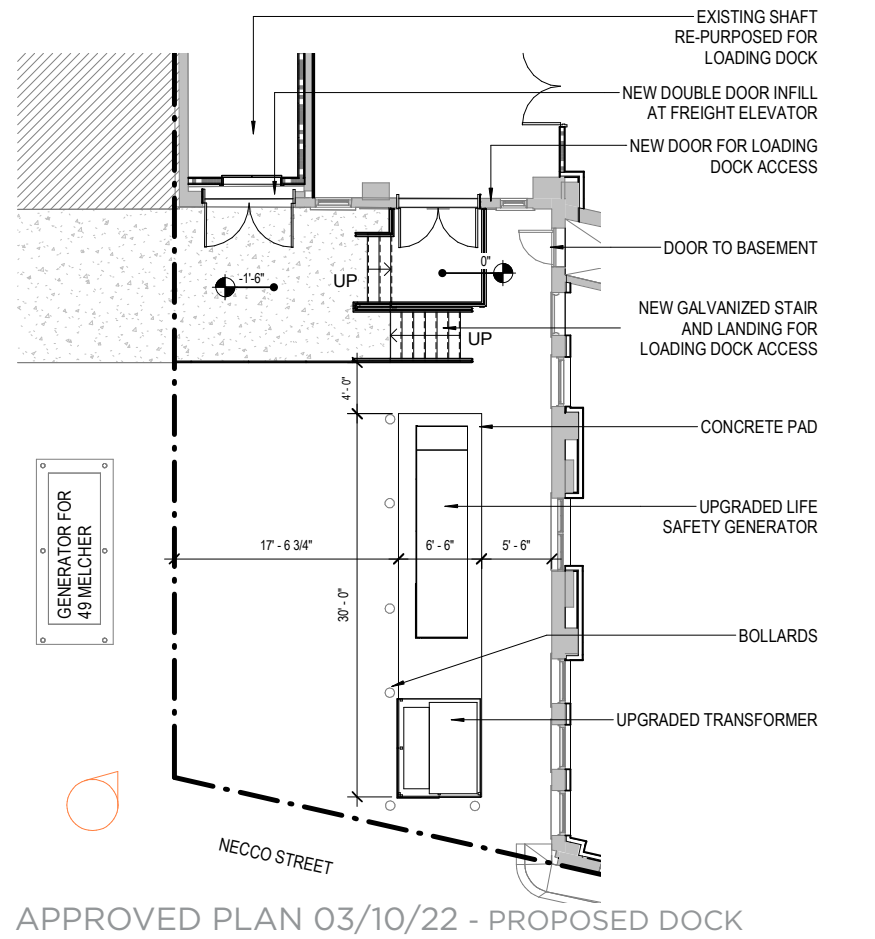 EXISTING SHAFT
RE-PURPOSED FOR
LOADING DOCK
NEW DOUBLE DOOR INFILL
AT FREIGHT ELEVATOR
NEW DOOR FOR LOADING
DOCK ACCESS
DOOR TO BASEMENT
-1'-6"
0"
UP
UP
NEW GALVANIZED STAIR
AND LANDING FOR
LOADING DOCK ACCESS
4'- 0"
CONCRETE PAD
GENERATOR FOR
49 MELCHER
UPGRADED LIFE
SAFETY GENERATOR
17' - 6 3/4"
6' - 6"
5' - 6"
30' - 0"
BOLLARDS
UPGRADED TRANSFORMER
NECCO STREET
APPROVED PLAN 03/10/22 - PROPOSED DOCK